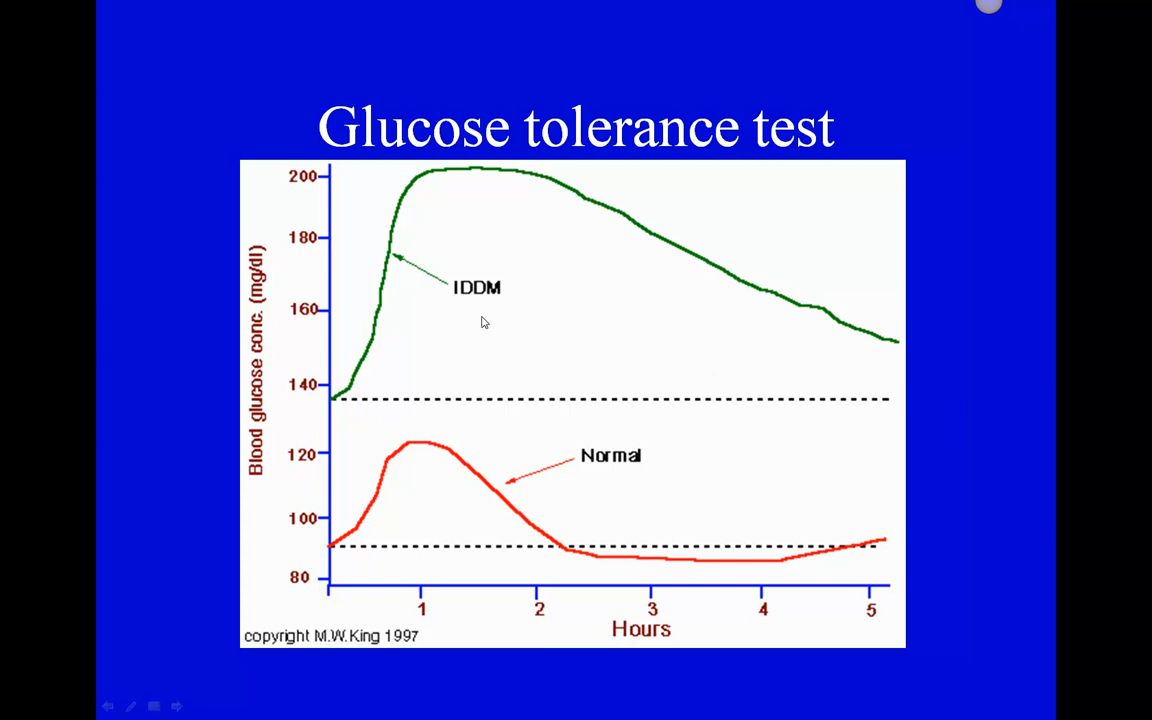 Glucose tolerance test
Blood glucose conc. (mg/dl)
200
180
160
140
120
100
80
IDDM
Normal
1 2 3 4 5
Hours
copyright M.W.King 1997